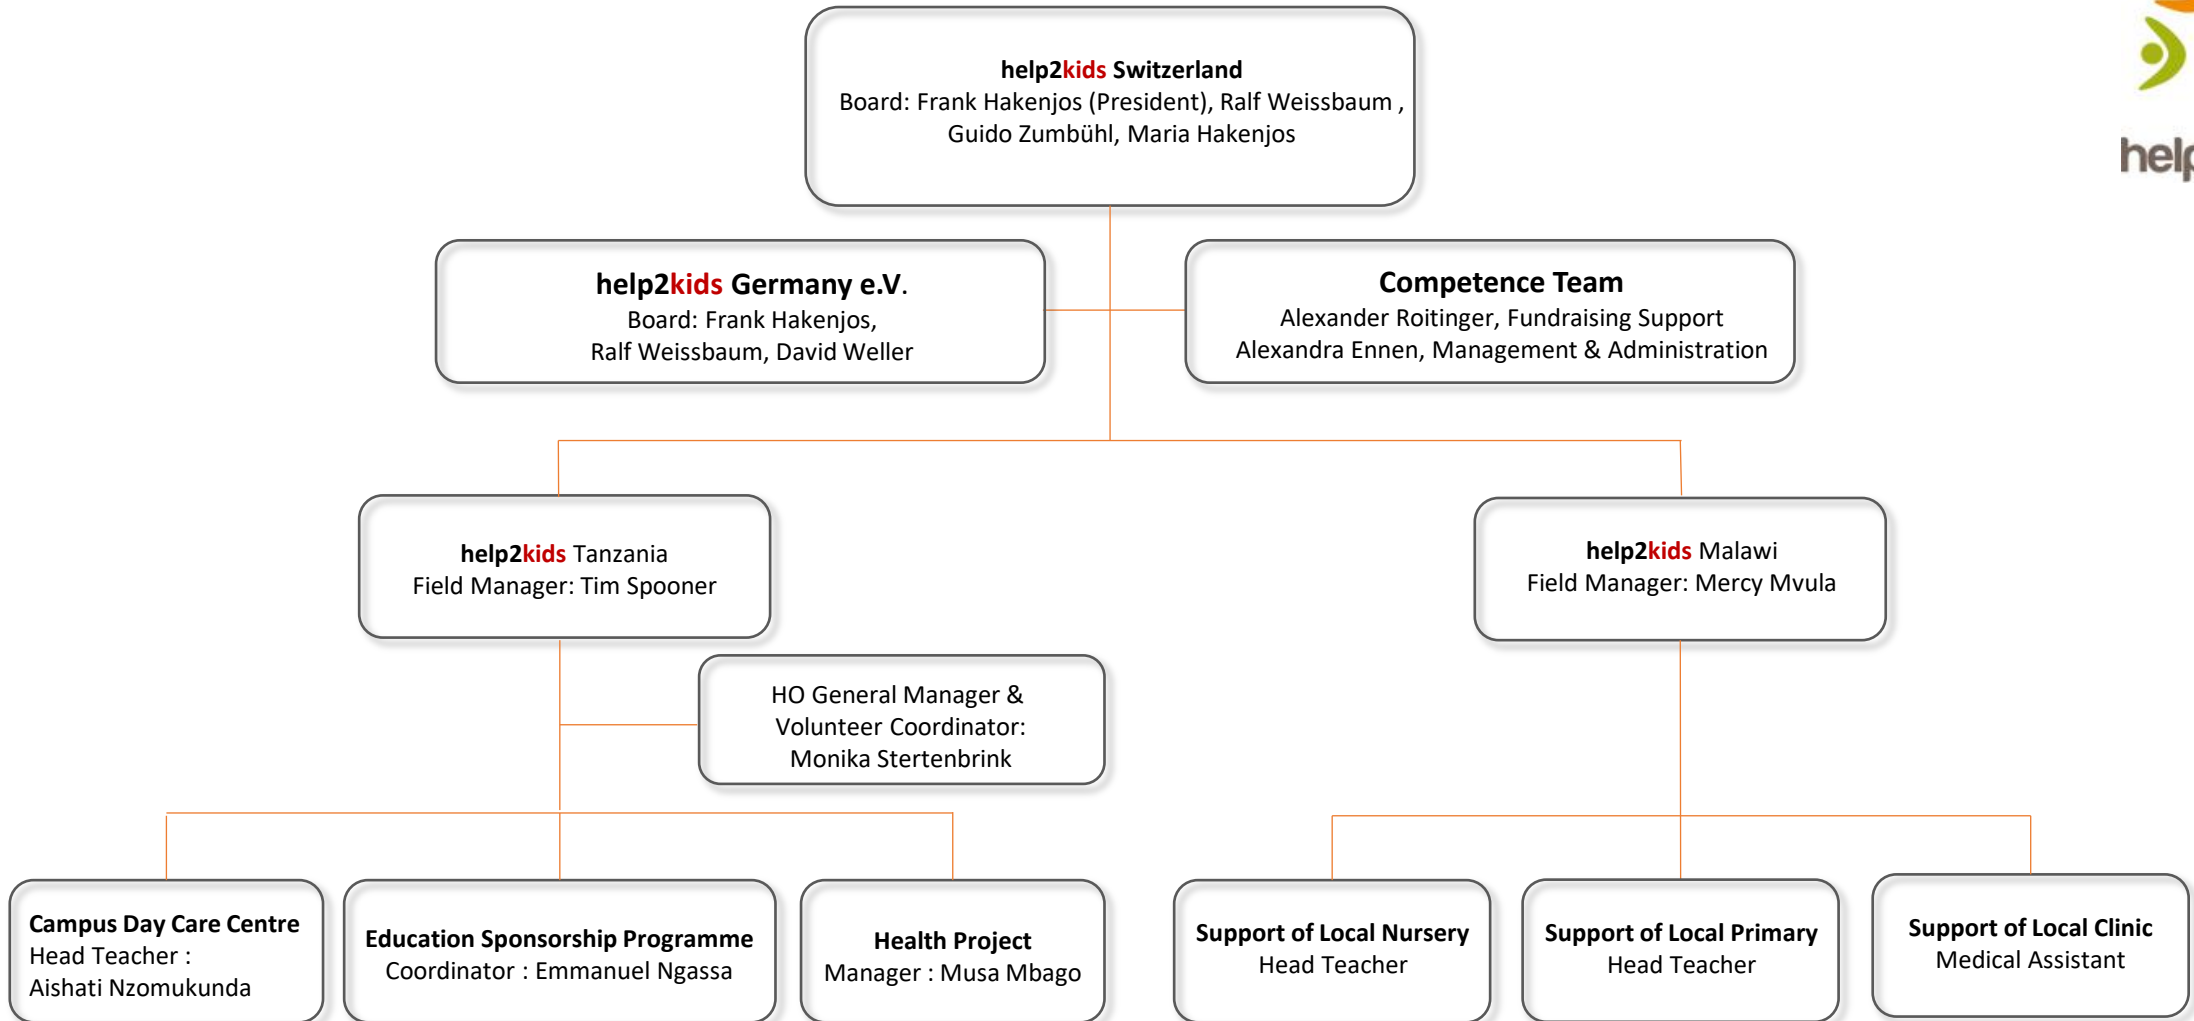 help2kids Switzerland
Board: Frank Hakenjos (President), Ralf Weissbaum ,
Guido Zumbühl, Maria Hakenjos
help2kids Germany e.V.
Board: Frank Hakenjos,
Ralf Weissbaum, David Weller
Competence Team
Alexander Roitinger, Fundraising Support
Alexandra Ennen, Management & Administration
help2kids Tanzania
Field Manager: Tim Spooner
help2kids Malawi
Field Manager: Mercy Mvula
HO General Manager &
Volunteer Coordinator:
Monika Stertenbrink
Campus Day Care Centre
Head Teacher :
Aishati Nzomukunda
Education Sponsorship Programme
Coordinator : Emmanuel Ngassa
Health Project
Manager : Musa Mbago
Support of Local Nursery
Head Teacher
Support of Local Primary
Head Teacher
Support of Local Clinic
Medical Assistant